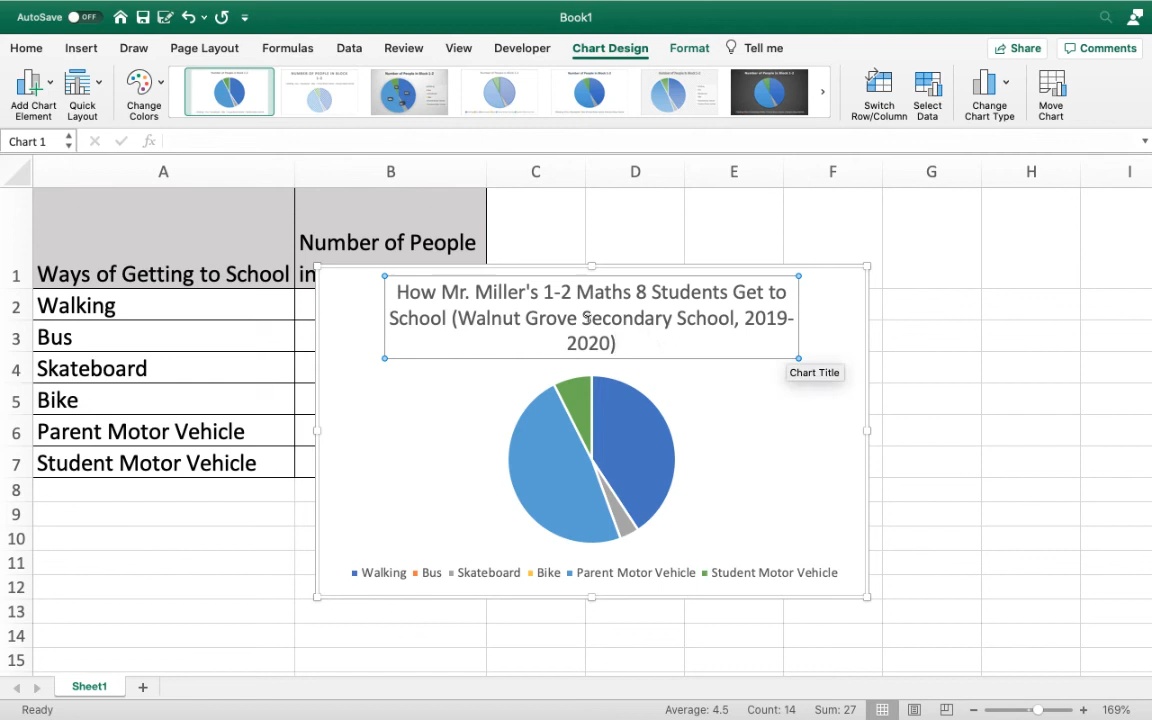 AutoSave OFF Book1
Home Insert Draw Page Layout Formulas Data Review View Developer Chart Design Format Tell me Share Comments
Add Chart Element Quick Layout Change Colors Switch Row/Column Select Data Change Chart Type Move Chart
Chart 1 fx
A B C D E F G H I
Number of People
1 Ways of Getting to School in
2 Walking
3 Bus
4 Skateboard
5 Bike
6 Parent Motor Vehicle
7 Student Motor Vehicle
8
9
10
11
12
13
14
15
How Mr. Miller's 1-2 Maths 8 Students Get to
School (Walnut Grove Secondary School, 2019-
2020)
Chart Title
Walking Bus Skateboard Bike Parent Motor Vehicle Student Motor Vehicle
Sheet1 +
Ready Average: 4.5 Count: 14 Sum: 27 169%